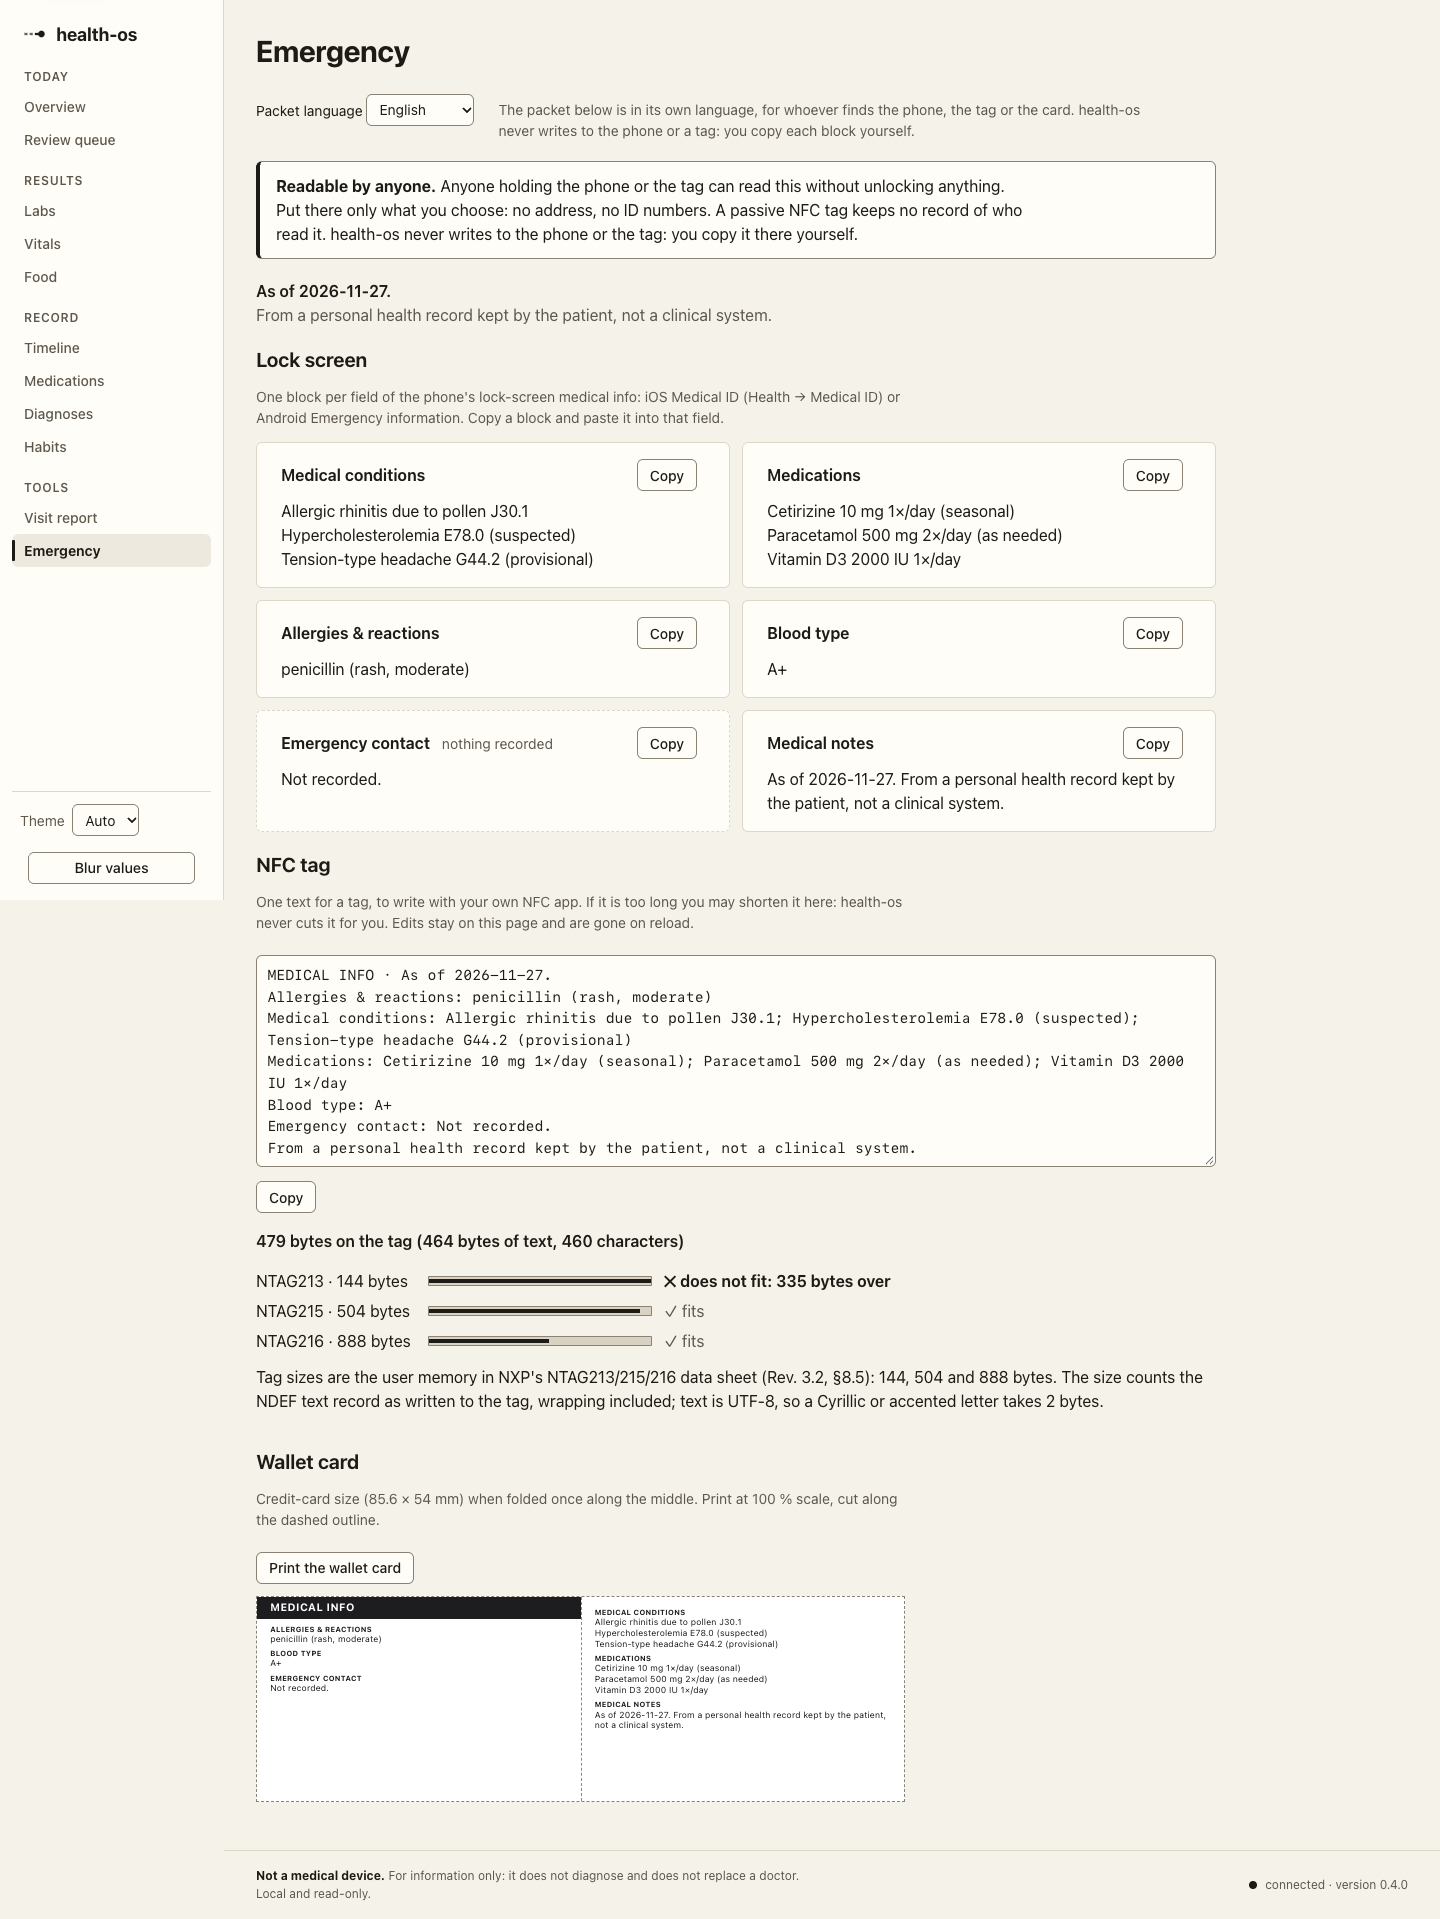 health-os
TODAY
Overview
Review queue
RESULTS
Labs
Vitals
Food
RECORD
Timeline
Medications
Diagnoses
Habits
TOOLS
Visit report
Emergency
Theme Auto
Blur values
Emergency
Packet language English
The packet below is in its own language, for whoever finds the phone, the tag or the card. health-os
never writes to the phone or a tag: you copy each block yourself.
Readable by anyone. Anyone holding the phone or the tag can read this without unlocking anything.
Put there only what you choose: no address, no ID numbers. A passive NFC tag keeps no record of who
read it. health-os never writes to the phone or the tag: you copy it there yourself.
As of 2026-11-27.
From a personal health record kept by the patient, not a clinical system.
Lock screen
One block per field of the phone's lock-screen medical info: iOS Medical ID (Health → Medical ID) or
Android Emergency information. Copy a block and paste it into that field.
Medical conditions Copy
Allergic rhinitis due to pollen J30.1
Hypercholesterolemia E78.0 (suspected)
Tension-type headache G44.2 (provisional)
Medications Copy
Cetirizine 10 mg 1×/day (seasonal)
Paracetamol 500 mg 2×/day (as needed)
Vitamin D3 2000 IU 1×/day
Allergies & reactions Copy
penicillin (rash, moderate)
Blood type Copy
A+
Emergency contact nothing recorded Copy
Not recorded.
Medical notes Copy
As of 2026-11-27. From a personal health record kept by
the patient, not a clinical system.
NFC tag
One text for a tag, to write with your own NFC app. If it is too long you may shorten it here: health-os
never cuts it for you. Edits stay on this page and are gone on reload.
MEDICAL INFO · As of 2026-11-27.
Allergies & reactions: penicillin (rash, moderate)
Medical conditions: Allergic rhinitis due to pollen J30.1; Hypercholesterolemia E78.0 (suspected);
Tension-type headache G44.2 (provisional)
Medications: Cetirizine 10 mg 1×/day (seasonal); Paracetamol 500 mg 2×/day (as needed); Vitamin D3 2000
IU 1×/day
Blood type: A+
Emergency contact: Not recorded.
From a personal health record kept by the patient, not a clinical system.
Copy
479 bytes on the tag (464 bytes of text, 460 characters)
NTAG213 · 144 bytes ✕ does not fit: 335 bytes over
NTAG215 · 504 bytes ✓ fits
NTAG216 · 888 bytes ✓ fits
Tag sizes are the user memory in NXP's NTAG213/215/216 data sheet (Rev. 3.2, §8.5): 144, 504 and 888 bytes. The size counts the
NDEF text record as written to the tag, wrapping included; text is UTF-8, so a Cyrillic or accented letter takes 2 bytes.
Wallet card
Credit-card size (85.6 × 54 mm) when folded once along the middle. Print at 100 % scale, cut along
the dashed outline.
Print the wallet card
MEDICAL INFO
ALLERGIES & REACTIONS
penicillin (rash, moderate)
BLOOD TYPE
A+
EMERGENCY CONTACT
Not recorded.
MEDICAL CONDITIONS
Allergic rhinitis due to pollen J30.1
Hypercholesterolemia E78.0 (suspected)
Tension-type headache G44.2 (provisional)
MEDICATIONS
Cetirizine 10 mg 1×/day (seasonal)
Paracetamol 500 mg 2×/day (as needed)
Vitamin D3 2000 IU 1×/day
MEDICAL NOTES
As of 2026-11-27. From a personal health record kept by the patient,
not a clinical system.
Not a medical device. For information only: it does not diagnose and does not replace a doctor.
Local and read-only.
connected · version 0.4.0